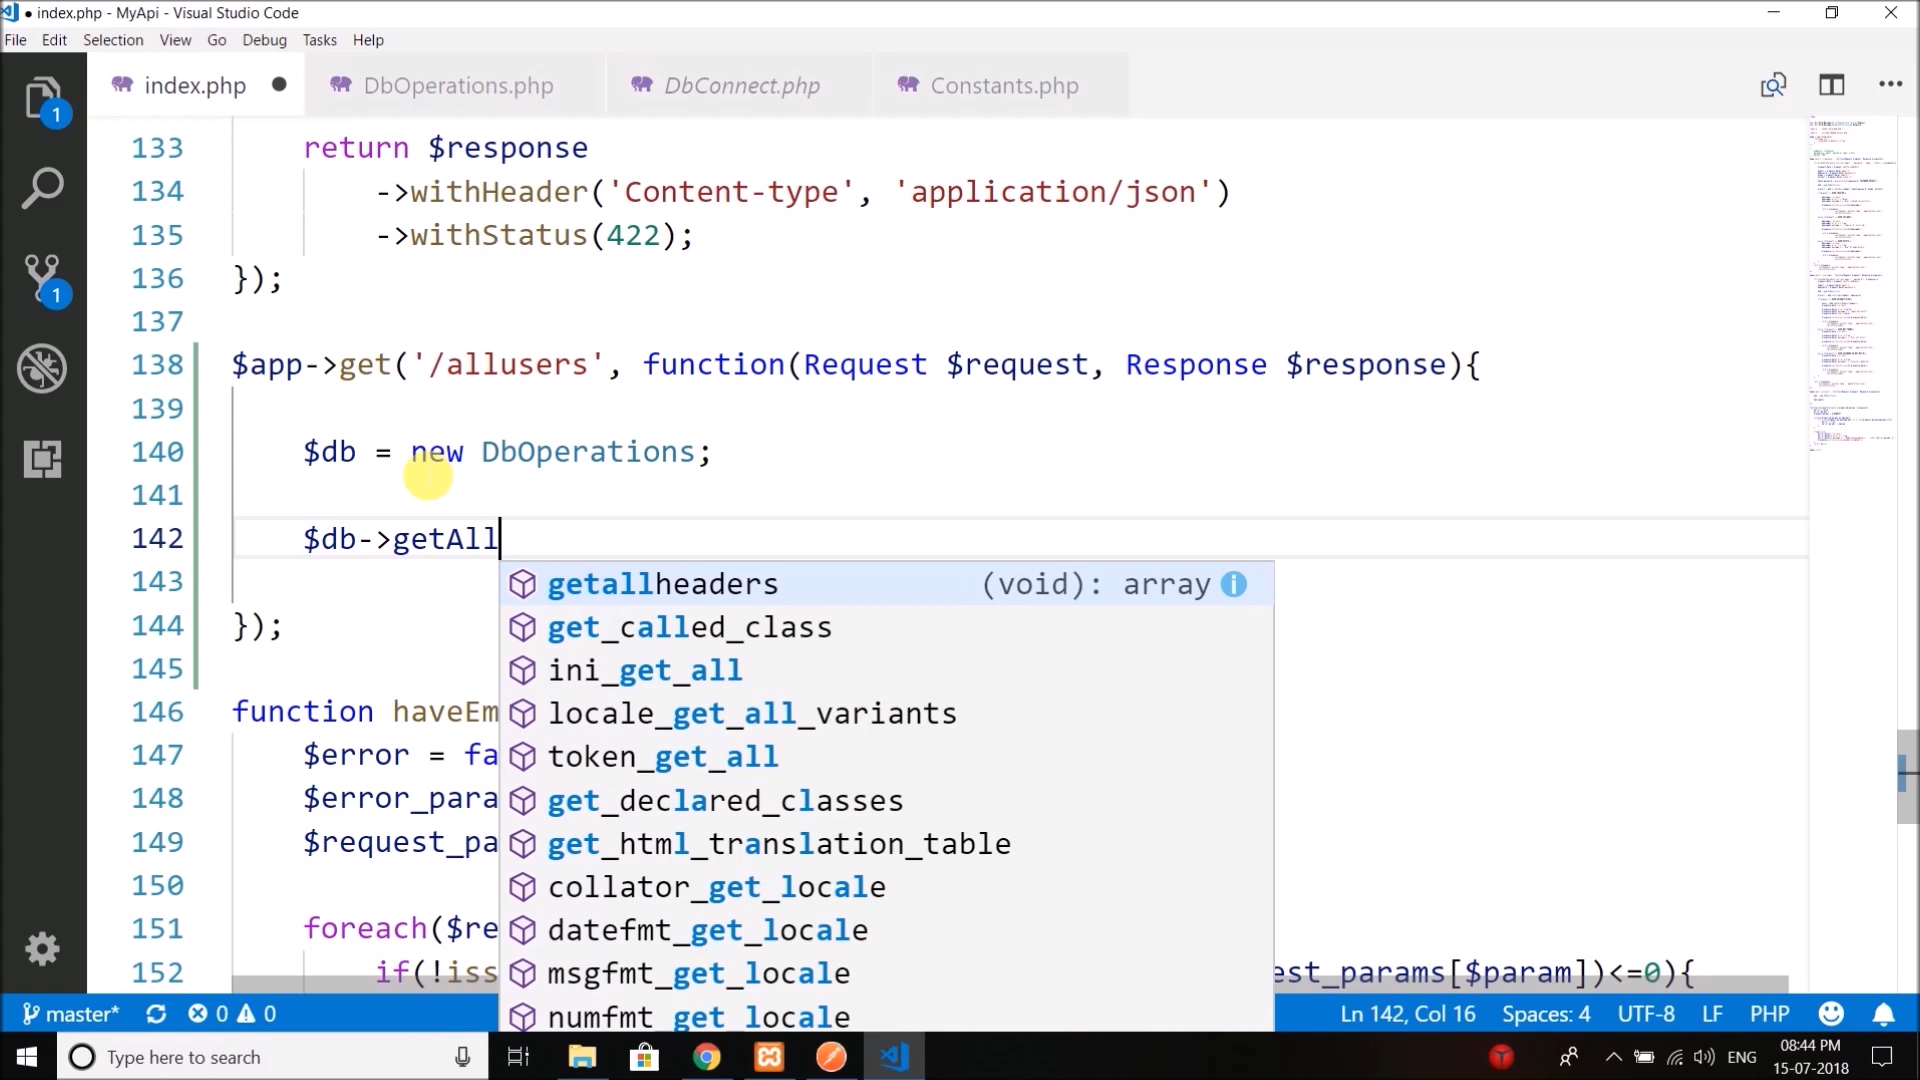 index.php - MyApi - Visual Studio Code
File Edit Selection View Go Debug Tasks Help
index.php DbOperations.php DbConnect.php Constants.php
1
1
133 return $response
134 ->withHeader('Content-type', 'application/json')
135 ->withStatus(422);
136 });
137
138 $app->get('/allusers', function(Request $request, Response $response){
139
140 $db = new DbOperations;
141
142 $db->getAll
143
144 });
145
146 function haveEm
147 $error = fa
148 $error_para
149 $request_pa
150
151 foreach($re
152 if(!iss est_params[$param])<=0){
getallheaders (void): array
get_called_class
ini_get_all
locale_get_all_variants
token_get_all
get_declared_classes
get_html_translation_table
collator_get_locale
datefmt_get_locale
msgfmt_get_locale
numfmt_get_locale
master* 0 0 Ln 142, Col 16 Spaces: 4 UTF-8 LF PHP
Type here to search ENG 08:44 PM
15-07-2018